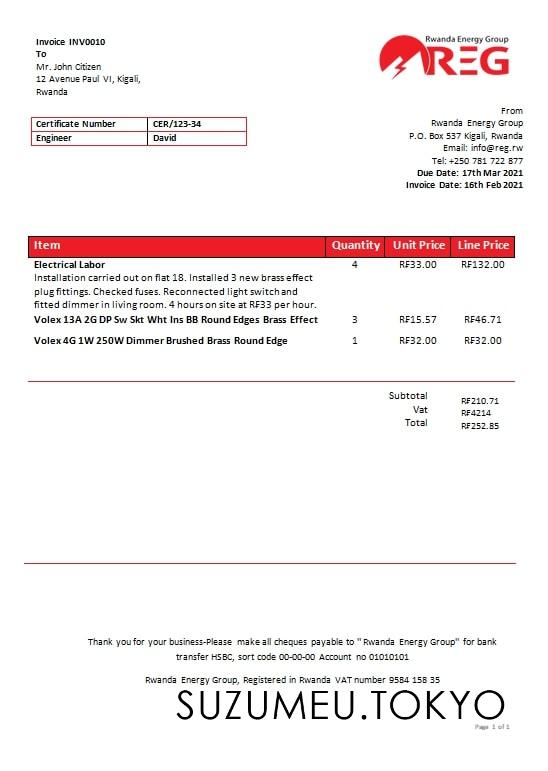 Invoice INV0010
To
Mr. John Citizen
12 Avenue Paul VI, Kigali,
Rwanda
Rwanda Energy Group
REG
Certificate Number CER/123-34
Engineer David
From
Rwanda Energy Group
P.O. Box 537 Kigali, Rwanda
Email: info@reg.rw
Tel: +250 781 722 877
Due Date: 17th Mar 2021
Invoice Date: 16th Feb 2021
Item Quantity Unit Price Line Price
Electrical Labor 4 RF33.00 RF132.00
Installation carried out on flat 18. Installed 3 new brass effect
plug fittings. Checked fuses. Reconnected light switch and
fitted dimmer in living room. 4 hours on site at RF33 per hour.
Volex 13A 2G DP Sw Skt Wht Ins BB Round Edges Brass Effect 3 RF15.57 RF46.71
Volex 4G 1W 250W Dimmer Brushed Brass Round Edge 1 RF32.00 RF32.00
Subtotal RF210.71
Vat RF4214
Total RF252.85
Thank you for your business-Please make all cheques payable to "Rwanda Energy Group" for bank
transfer HSBC, sort code 00-00-00 Account no 01010101
Rwanda Energy Group, Registered in Rwanda VAT number 9584 158 35
SUZUMEU.TOKYO
Page 1 of 1